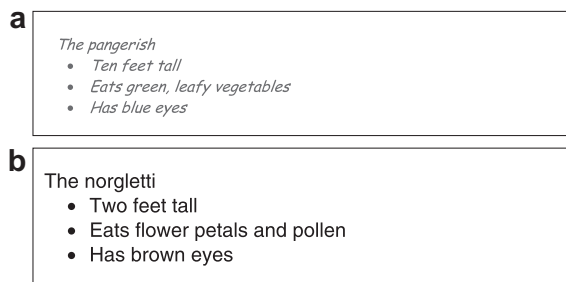 a
The pangerish
• Ten feet tall
• Eats green, leafy vegetables
• Has blue eyes
b
The norgletti
• Two feet tall
• Eats flower petals and pollen
• Has brown eyes